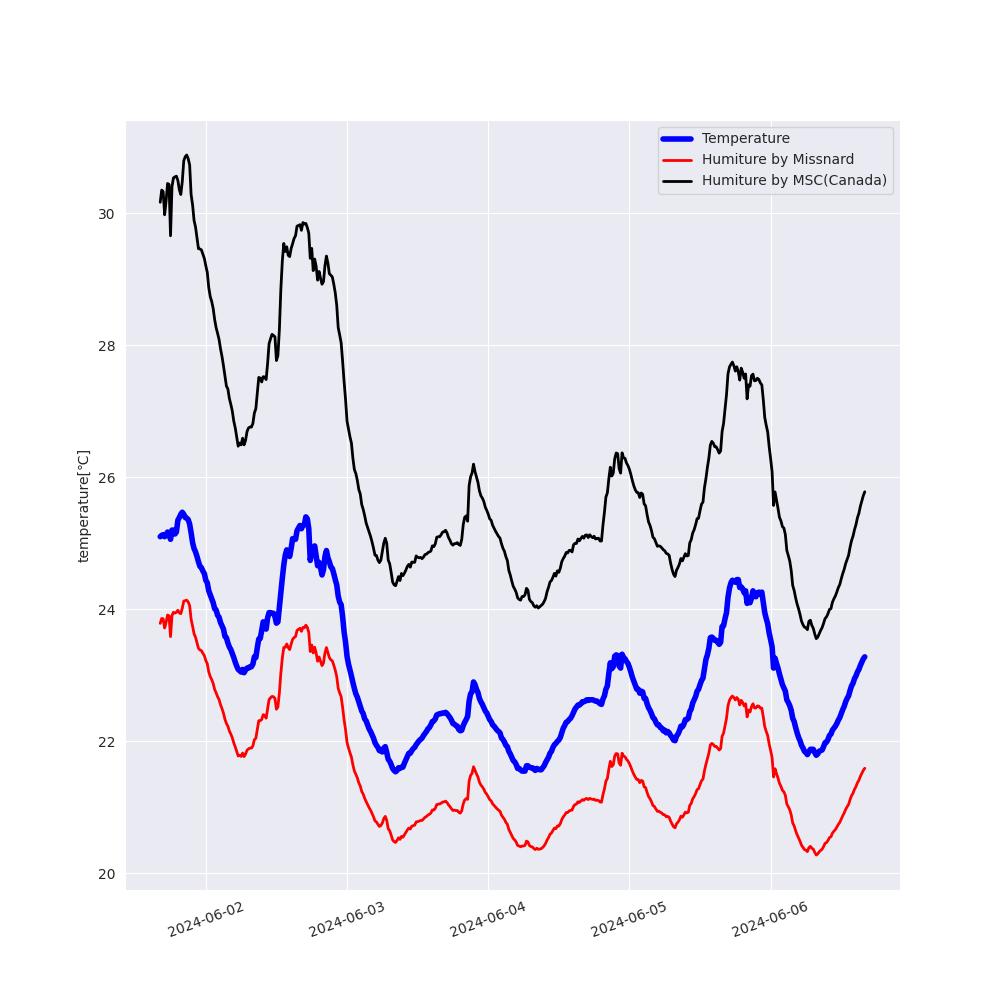 Temperature
Humiture by Missnard
Humiture by MSC(Canada)
temperature[℃]
30
28
26
24
22
20
2024-06-02
2024-06-03
2024-06-04
2024-06-05
2024-06-06